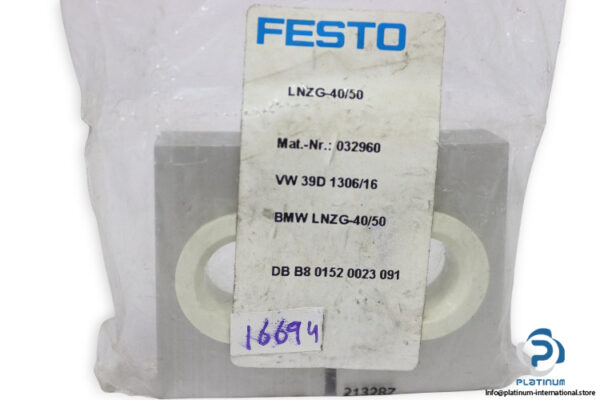 FESTO
LNZG-40/50
Mat.-Nr.: 032960
VW 39D 1306/16
BMW LNZG-40/50
DB B8 0152 0023 091
16694
213287
PLATINUM
info@platinum-international.store